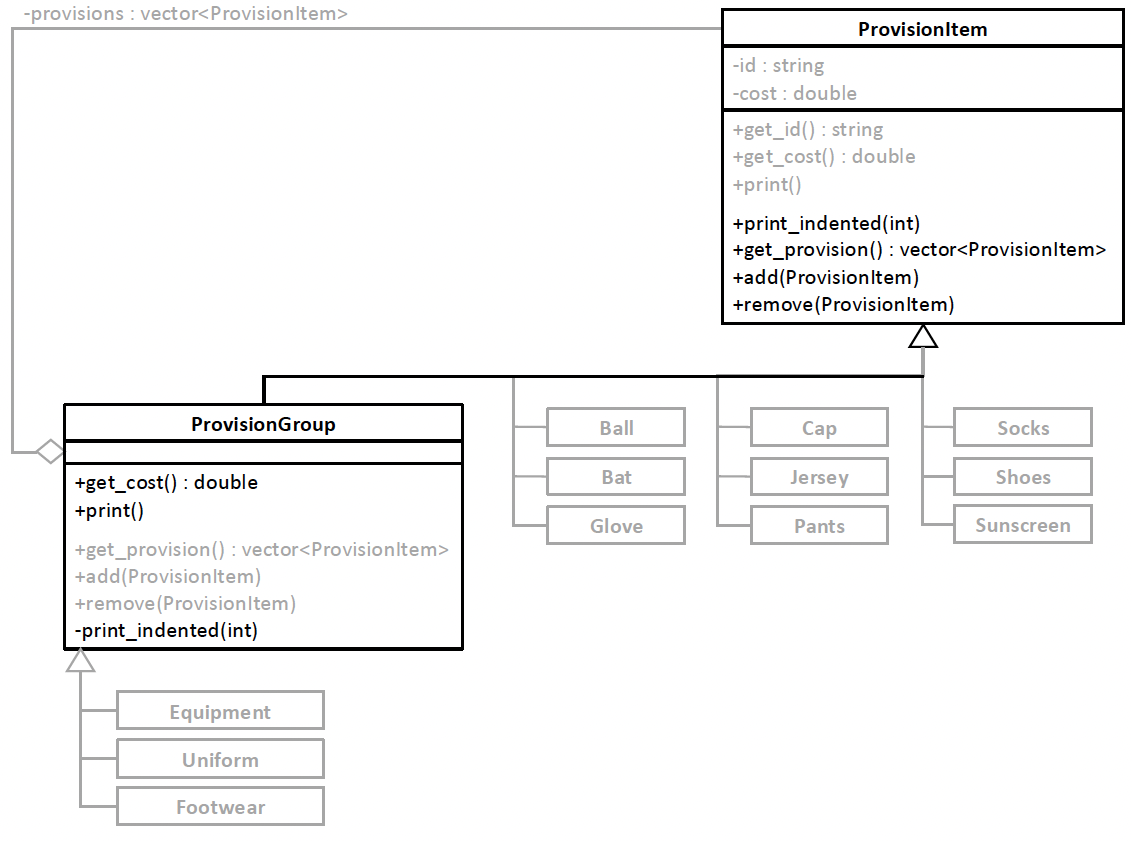 -provisions : vector<ProvisionItem>
ProvisionItem
-id : string
-cost : double
+get_id() : string
+get_cost() : double
+print()
+print_indented(int)
+get_provision() : vector<ProvisionItem>
+add(ProvisionItem)
+remove(ProvisionItem)
ProvisionGroup
+get_cost() : double
+print()
+get_provision() : vector<ProvisionItem>
+add(ProvisionItem)
+remove(ProvisionItem)
-print_indented(int)
Ball
Bat
Glove
Cap
Jersey
Pants
Socks
Shoes
Sunscreen
Equipment
Uniform
Footwear